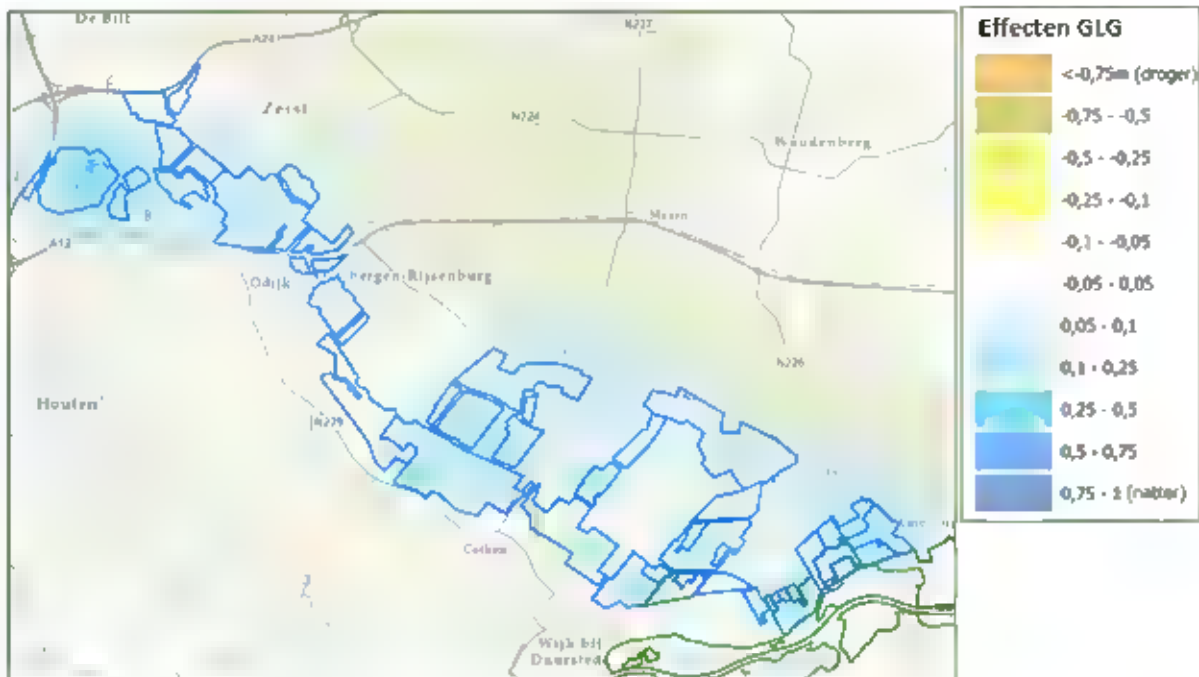 De Bilt
N227
A28
Zeist
N224
Woudenberg
Maarn
A12
Odijk
bergen-Rijsenburg
N226
Houten
N229
Cothen
Wijk bij
Duursted
Effecten GLG
<-0,75m (droger)
-0,75 - -0,5
-0,5 - -0,25
-0,25 - -0,1
-0,1 - -0,05
-0,05 - 0,05
0,05 - 0,1
0,1 - 0,25
0,25 - 0,5
0,5 - 0,75
0,75 - 1 (natter)